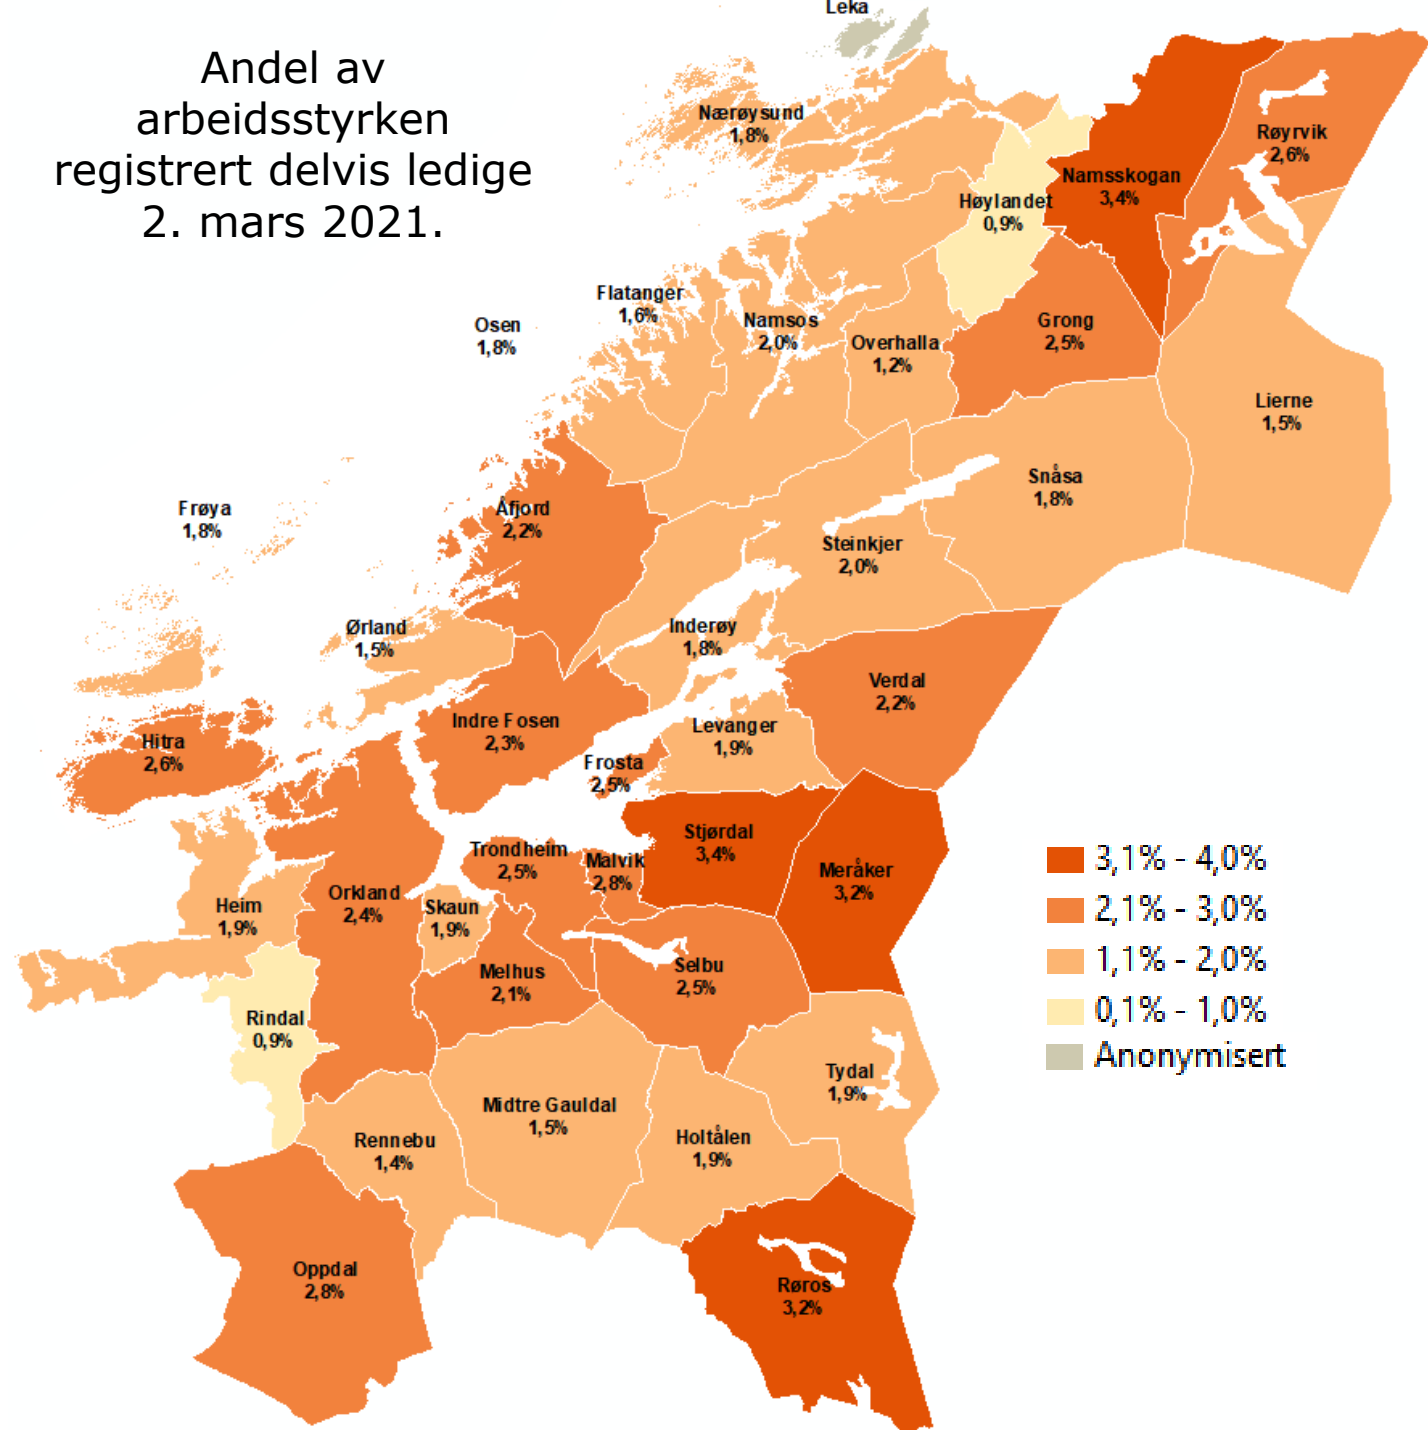 Leka
Andel av
arbeidsstyrken
registrert delvis ledige
2. mars 2021.
Nærøysund
1,8%
Røyrvik
2,6%
Namsskogan
3,4%
Høylandet
0,9%
Flatanger
1,6%
Osen
1,8%
Namsos
2,0%
Overhalla
1,2%
Grong
2,5%
Lierne
1,5%
Snåsa
1,8%
Frøya
1,8%
Åfjord
2,2%
Steinkjer
2,0%
Ørland
1,5%
Inderøy
1,8%
Verdal
2,2%
Indre Fosen
2,3%
Levanger
1,9%
Hitra
2,6%
Frosta
2,5%
Stjørdal
3,4%
Trondheim
2,5%
Malvik
2,8%
Meråker
3,2%
Orkland
2,4%
Skaun
1,9%
Heim
1,9%
Melhus
2,1%
Selbu
2,5%
Rindal
0,9%
Tydal
1,9%
Midtre Gauldal
1,5%
Rennebu
1,4%
Holtålen
1,9%
Oppdal
2,8%
Røros
3,2%
3,1% - 4,0%
2,1% - 3,0%
1,1% - 2,0%
0,1% - 1,0%
Anonymisert